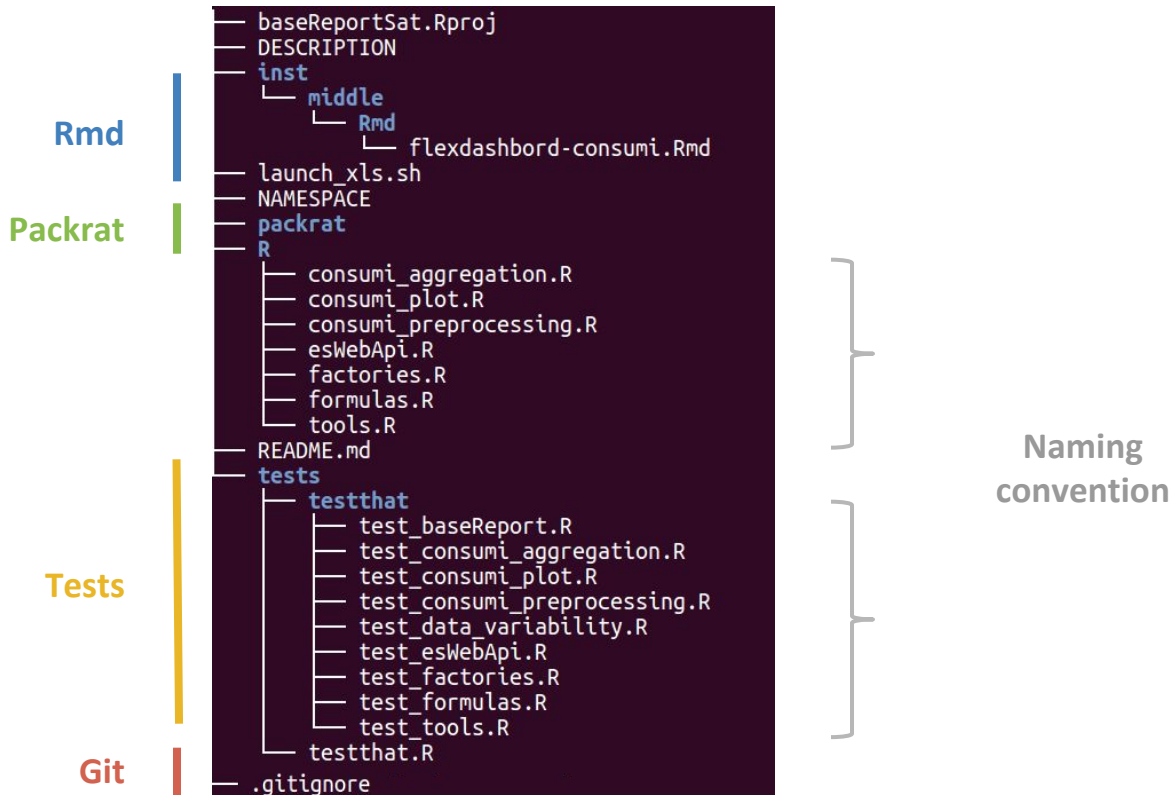 baseReportSat.Rproj
DESCRIPTION
inst
middle
Rmd
Rmd
flexdashbord-consumi.Rmd
launch_xls.sh
NAMESPACE
Packrat
packrat
R
consumi_aggregation.R
consumi_plot.R
consumi_preprocessing.R
esWebApi.R
factories.R
formulas.R
tools.R
README.md
Naming
convention
tests
testthat
test_baseReport.R
test_consumi_aggregation.R
Tests
test_consumi_plot.R
test_consumi_preprocessing.R
test_data_variability.R
test_esWebApi.R
test_factories.R
test_formulas.R
test_tools.R
testthat.R
Git
.gitignore